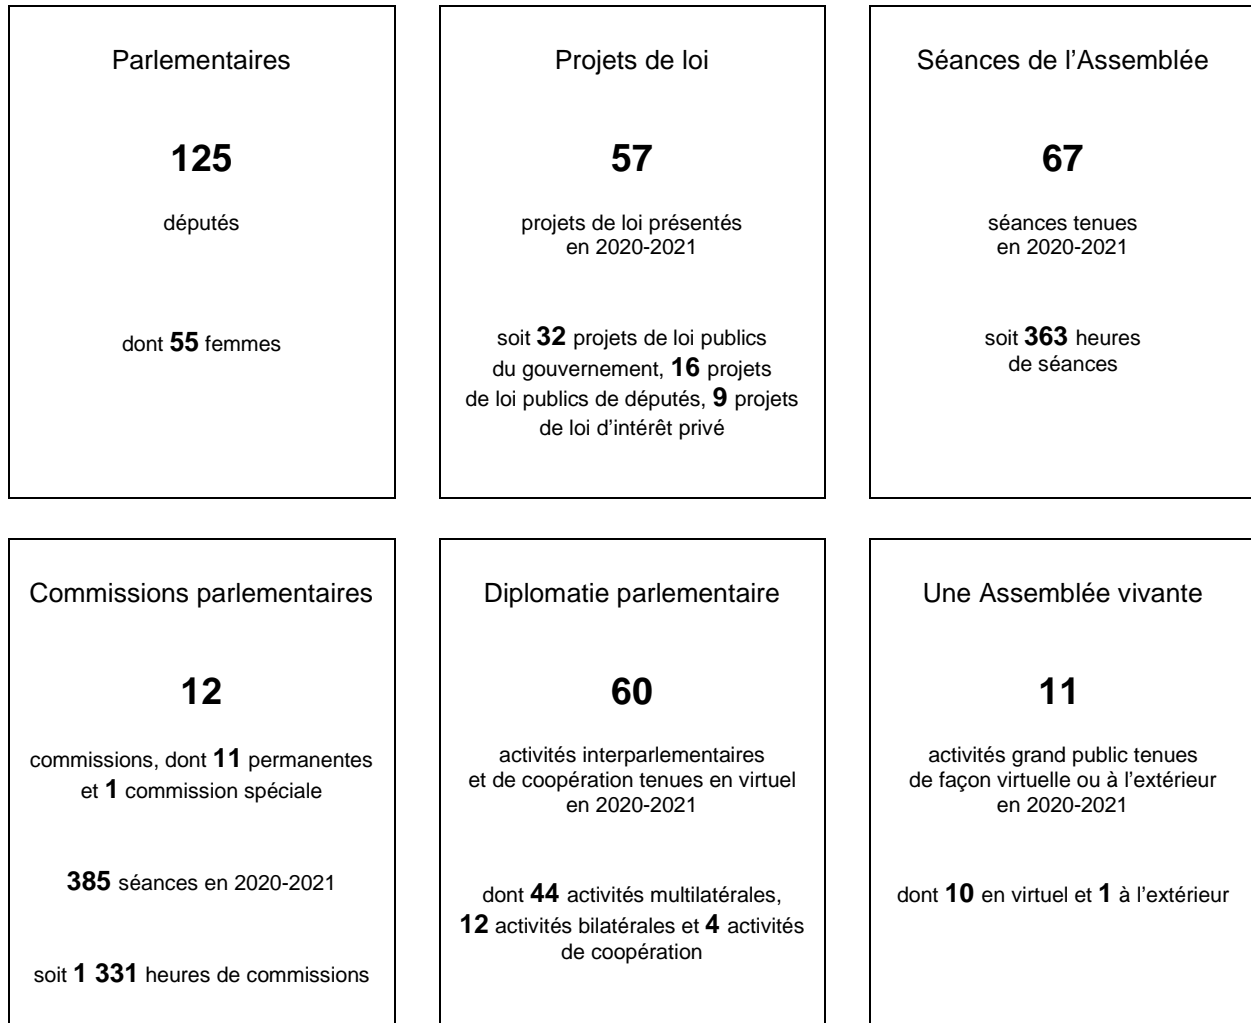 Parlementaires
125
députés
dont 55 femmes
Projets de loi
57
projets de loi présentés
en 2020-2021
soit 32 projets de loi publics
du gouvernement, 16 projets
de loi publics de députés, 9 projets
de loi d’intérêt privé
Séances de l’Assemblée
67
séances tenues
en 2020-2021
soit 363 heures
de séances
Commissions parlementaires
12
commissions, dont 11 permanentes
et 1 commission spéciale
385 séances en 2020-2021
soit 1 331 heures de commissions
Diplomatie parlementaire
60
activités interparlementaires
et de coopération tenues en virtuel
en 2020-2021
dont 44 activités multilatérales,
12 activités bilatérales et 4 activités
de coopération
Une Assemblée vivante
11
activités grand public tenues
de façon virtuelle ou à l’extérieur
en 2020-2021
dont 10 en virtuel et 1 à l’extérieur